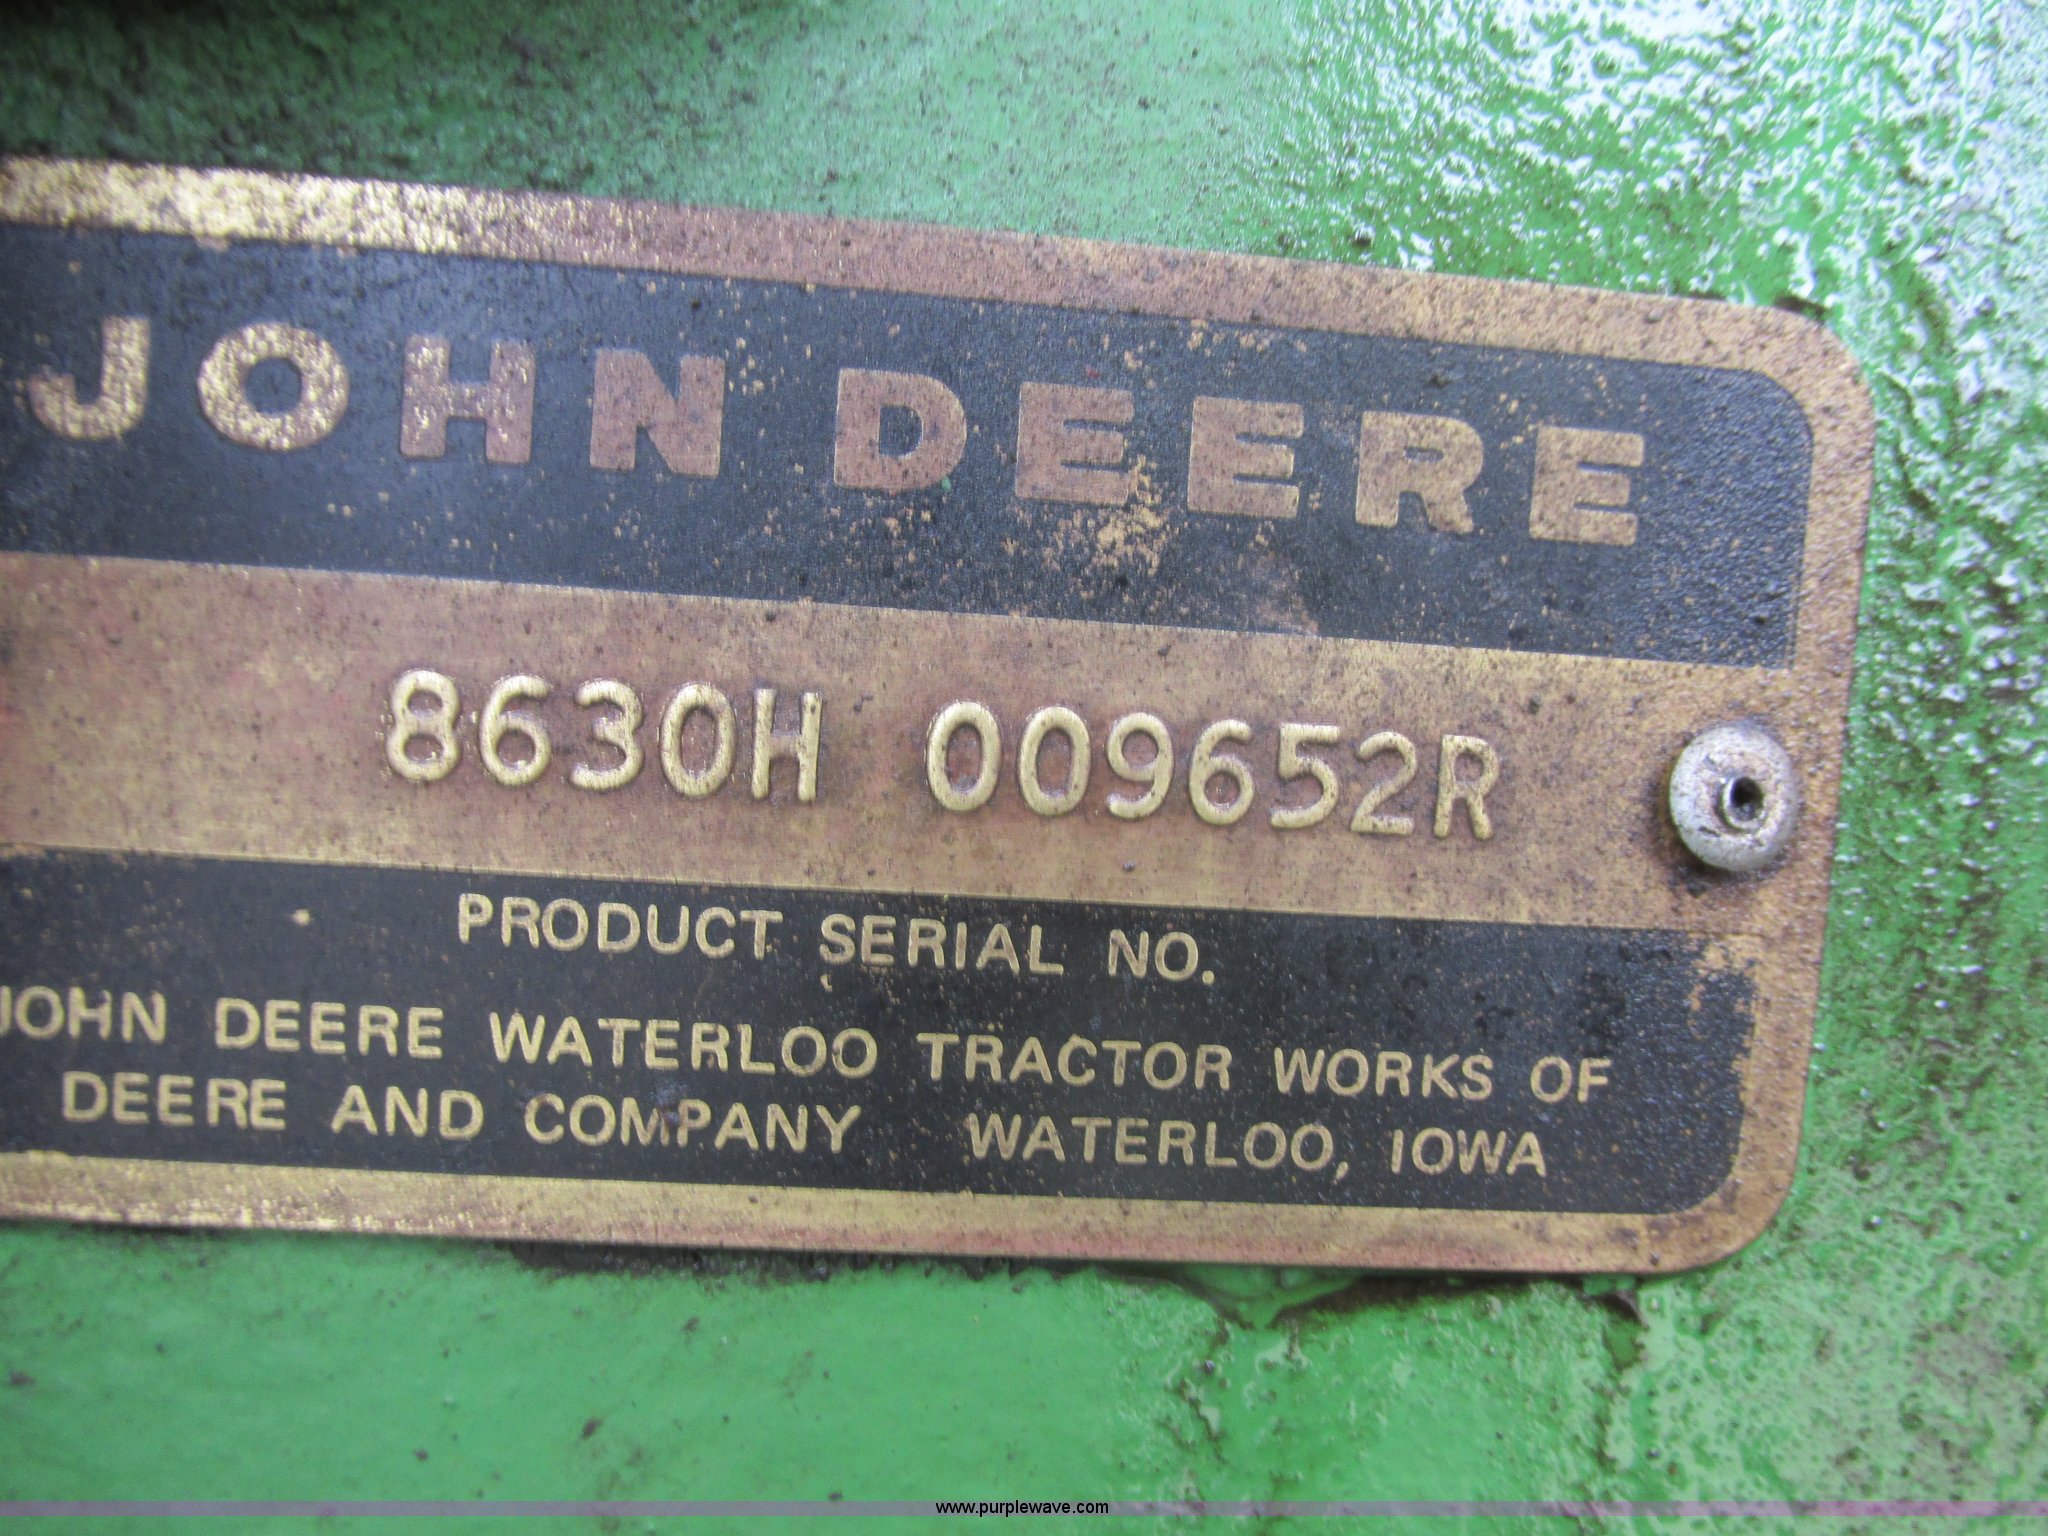 JOHN DEERE
8630H 009652R
PRODUCT SERIAL NO.
JOHN DEERE WATERLOO TRACTOR WORKS OF
DEERE AND COMPANY WATERLOO, IOWA
www.purplewave.com